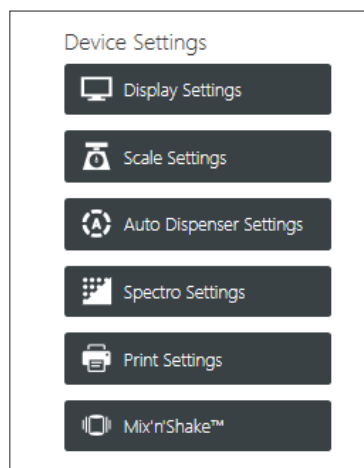 Device Settings
Display Settings
Scale Settings
Auto Dispenser Settings
Spectro Settings
Print Settings
Mix'n'Shake™